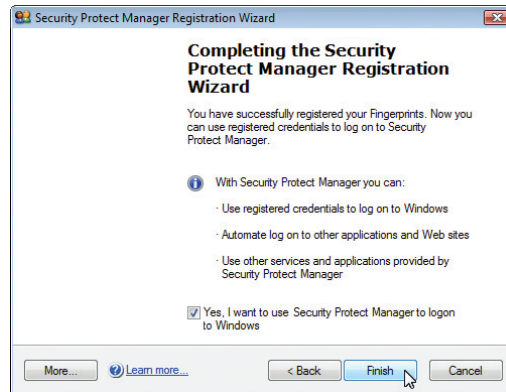 Security Protect Manager Registration Wizard
Completing the Security
Protect Manager Registration
Wizard
You have successfully registered your Fingerprints. Now you
can use registered credentials to log on to Security
Protect Manager.
With Security Protect Manager you can:
· Use registered credentials to log on to Windows
· Automate log on to other applications and Web sites
· Use other services and applications provided by
Security Protect Manager
Yes, I want to use Security Protect Manager to logon
to Windows
More... Learn more... < Back Finish Cancel